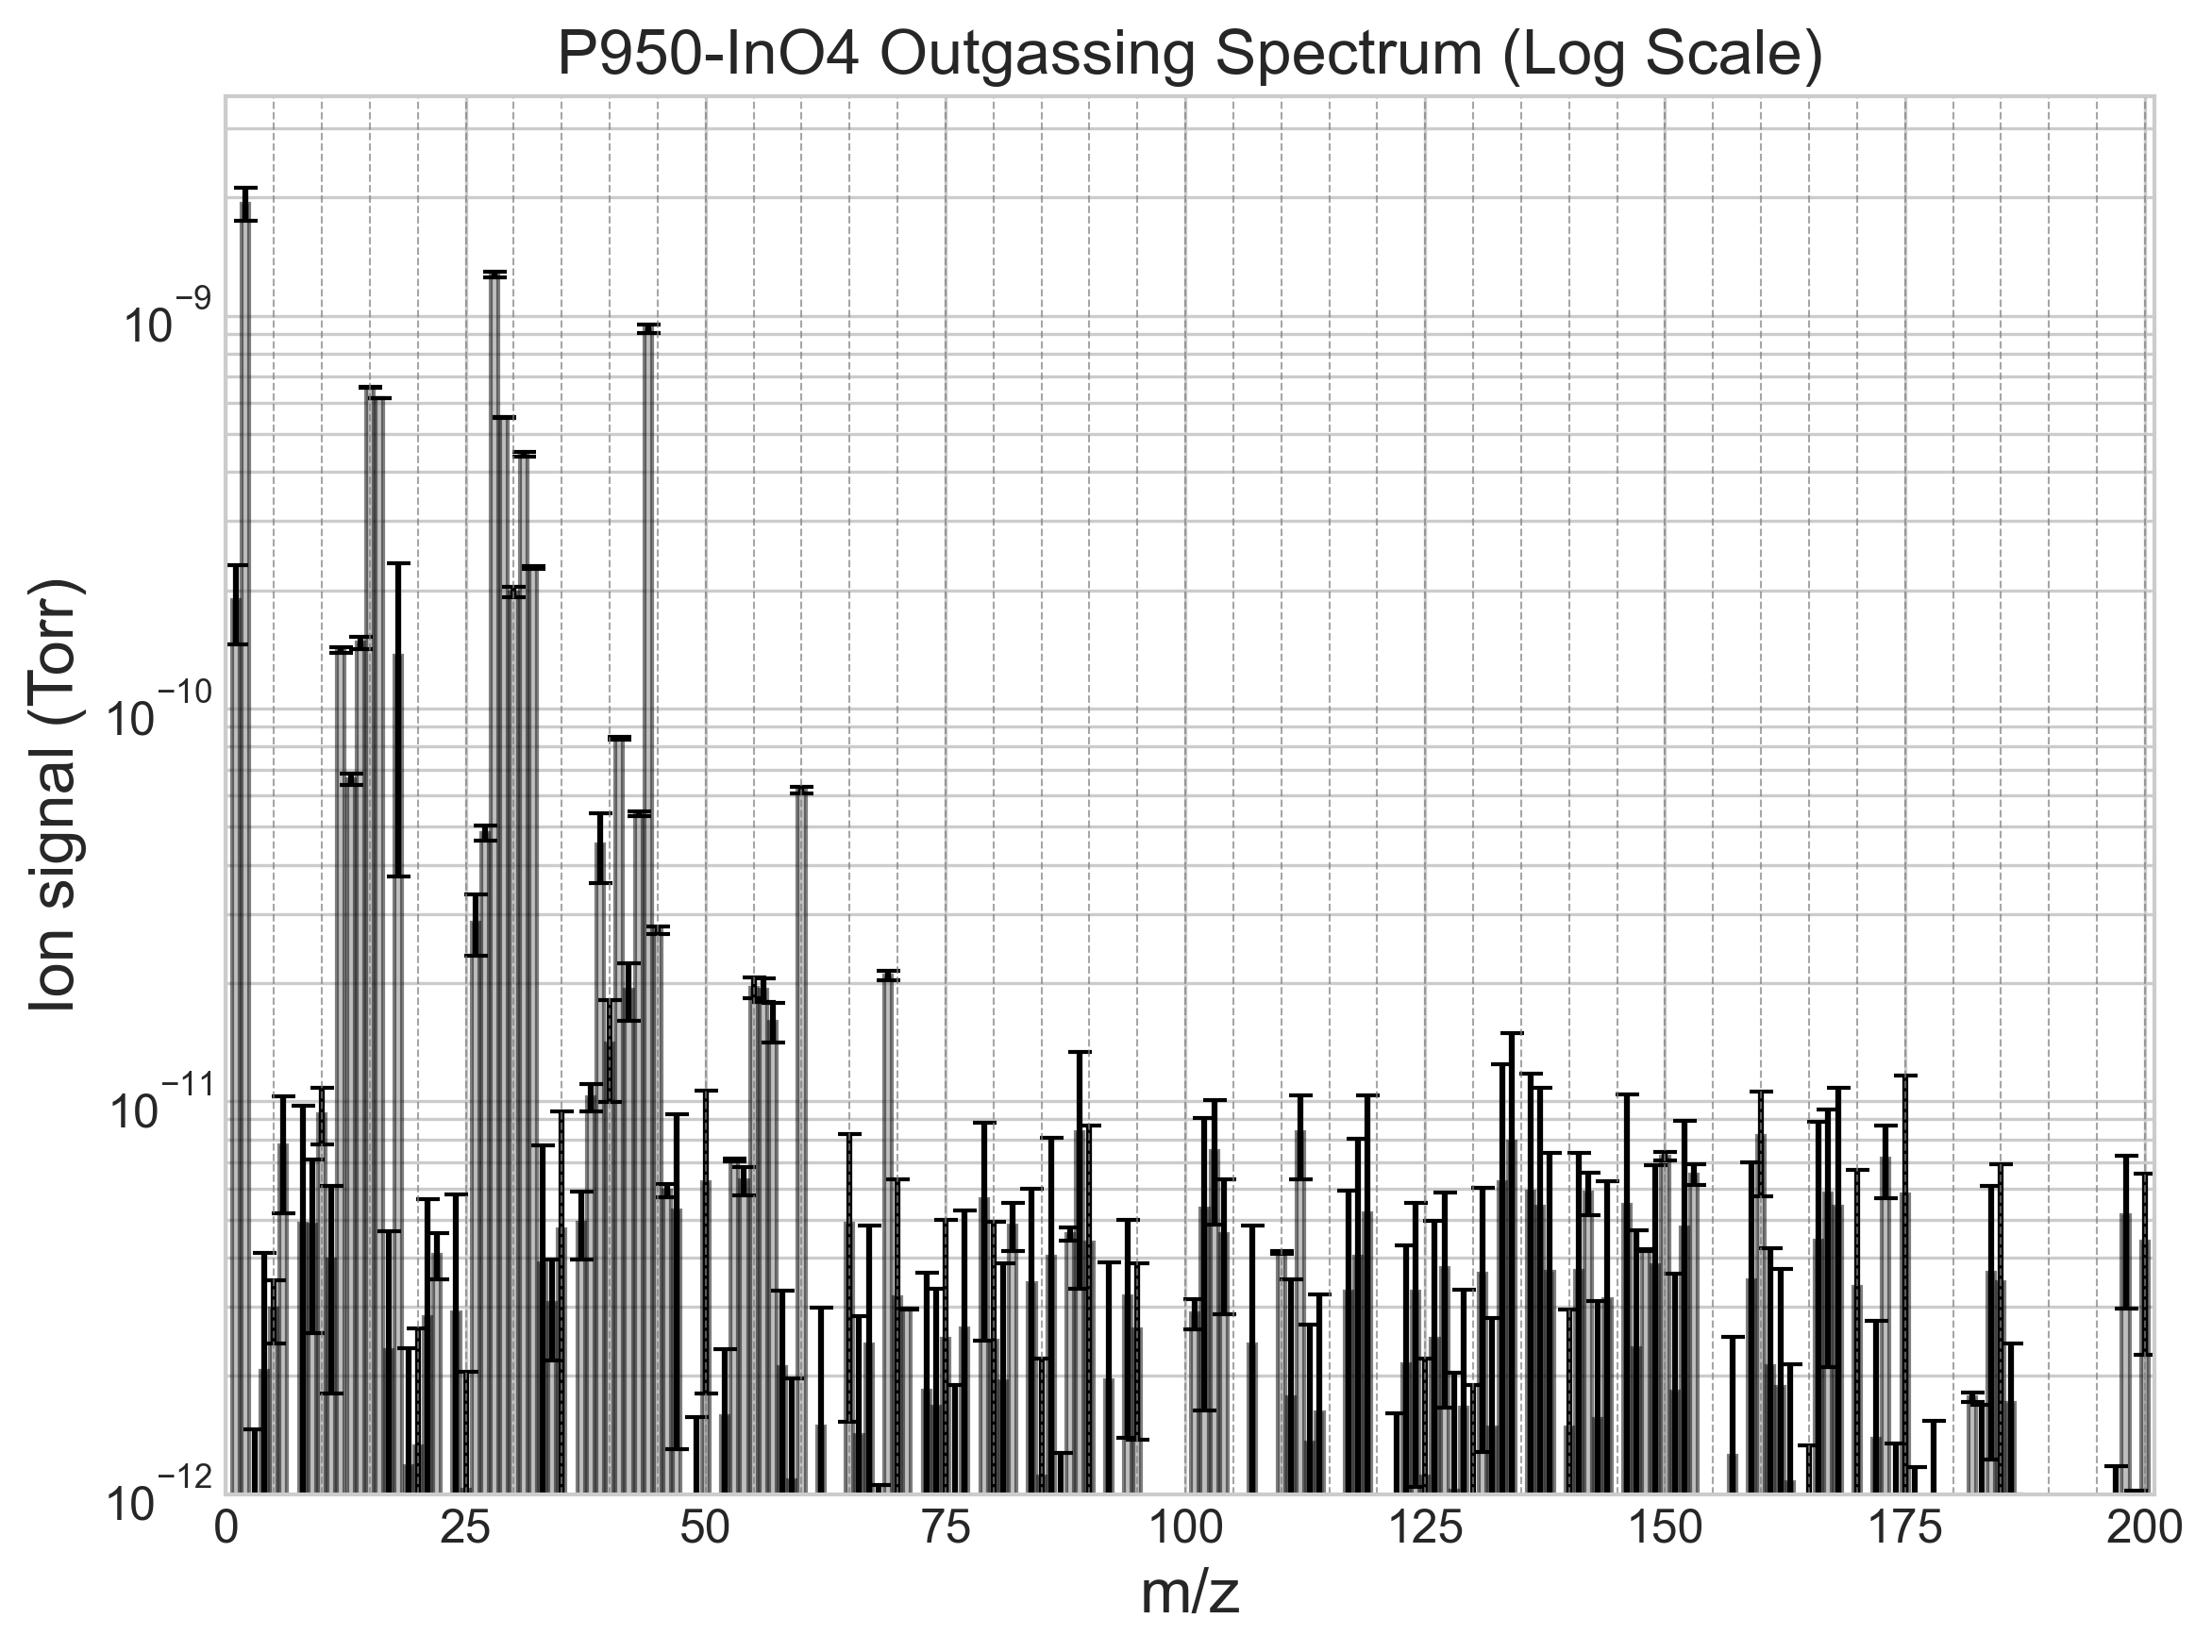 P950-InO4 Outgassing Spectrum (Log Scale)
Ion signal (Torr)
10⁻⁹
10⁻¹⁰
10⁻¹¹
10⁻¹²
0 25 50 75 100 125 150 175 200
m/z